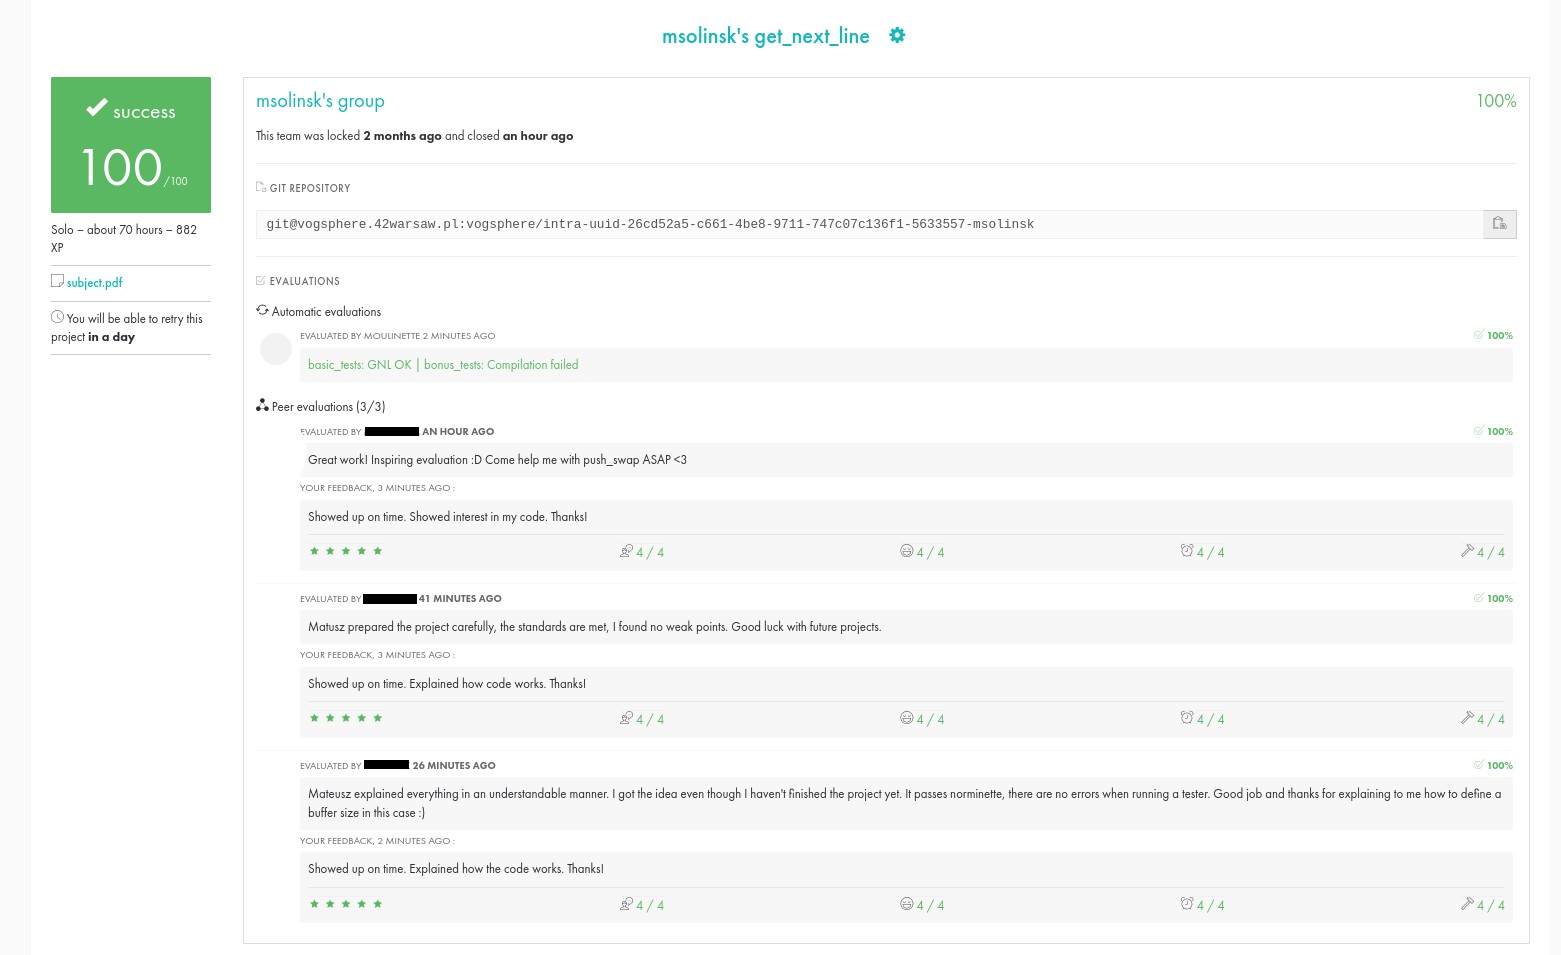 msolinsk's get_next_line
success
100/100
Solo – about 70 hours – 882
XP
subject.pdf
You will be able to retry this
project in a day
msolinsk's group
100%
This team was locked 2 months ago and closed an hour ago
GIT REPOSITORY
git@vogsphere.42warsaw.pl:vogsphere/intra-uuid-26cd52a5-c661-4be8-9711-747c07c136f1-5633557-msolinsk
EVALUATIONS
Automatic evaluations
EVALUATED BY MOULINETTE 2 MINUTES AGO
100%
basic_tests: GNL OK | bonus_tests: Compilation failed
Peer evaluations (3/3)
EVALUATED BY AN HOUR AGO
100%
Great work! Inspiring evaluation :D Come help me with push_swap ASAP <3
YOUR FEEDBACK, 3 MINUTES AGO :
Showed up on time. Showed interest in my code. Thanks!
4 / 4 4 / 4 4 / 4 4 / 4
EVALUATED BY 41 MINUTES AGO
100%
Matusz prepared the project carefully, the standards are met, I found no weak points. Good luck with future projects.
YOUR FEEDBACK, 3 MINUTES AGO :
Showed up on time. Explained how code works. Thanks!
4 / 4 4 / 4 4 / 4 4 / 4
EVALUATED BY 26 MINUTES AGO
100%
Mateusz explained everything in an understandable manner. I got the idea even though I haven't finished the project yet. It passes norminette, there are no errors when running a tester. Good job and thanks for explaining to me how to define a
buffer size in this case :)
YOUR FEEDBACK, 2 MINUTES AGO :
Showed up on time. Explained how the code works. Thanks!
4 / 4 4 / 4 4 / 4 4 / 4